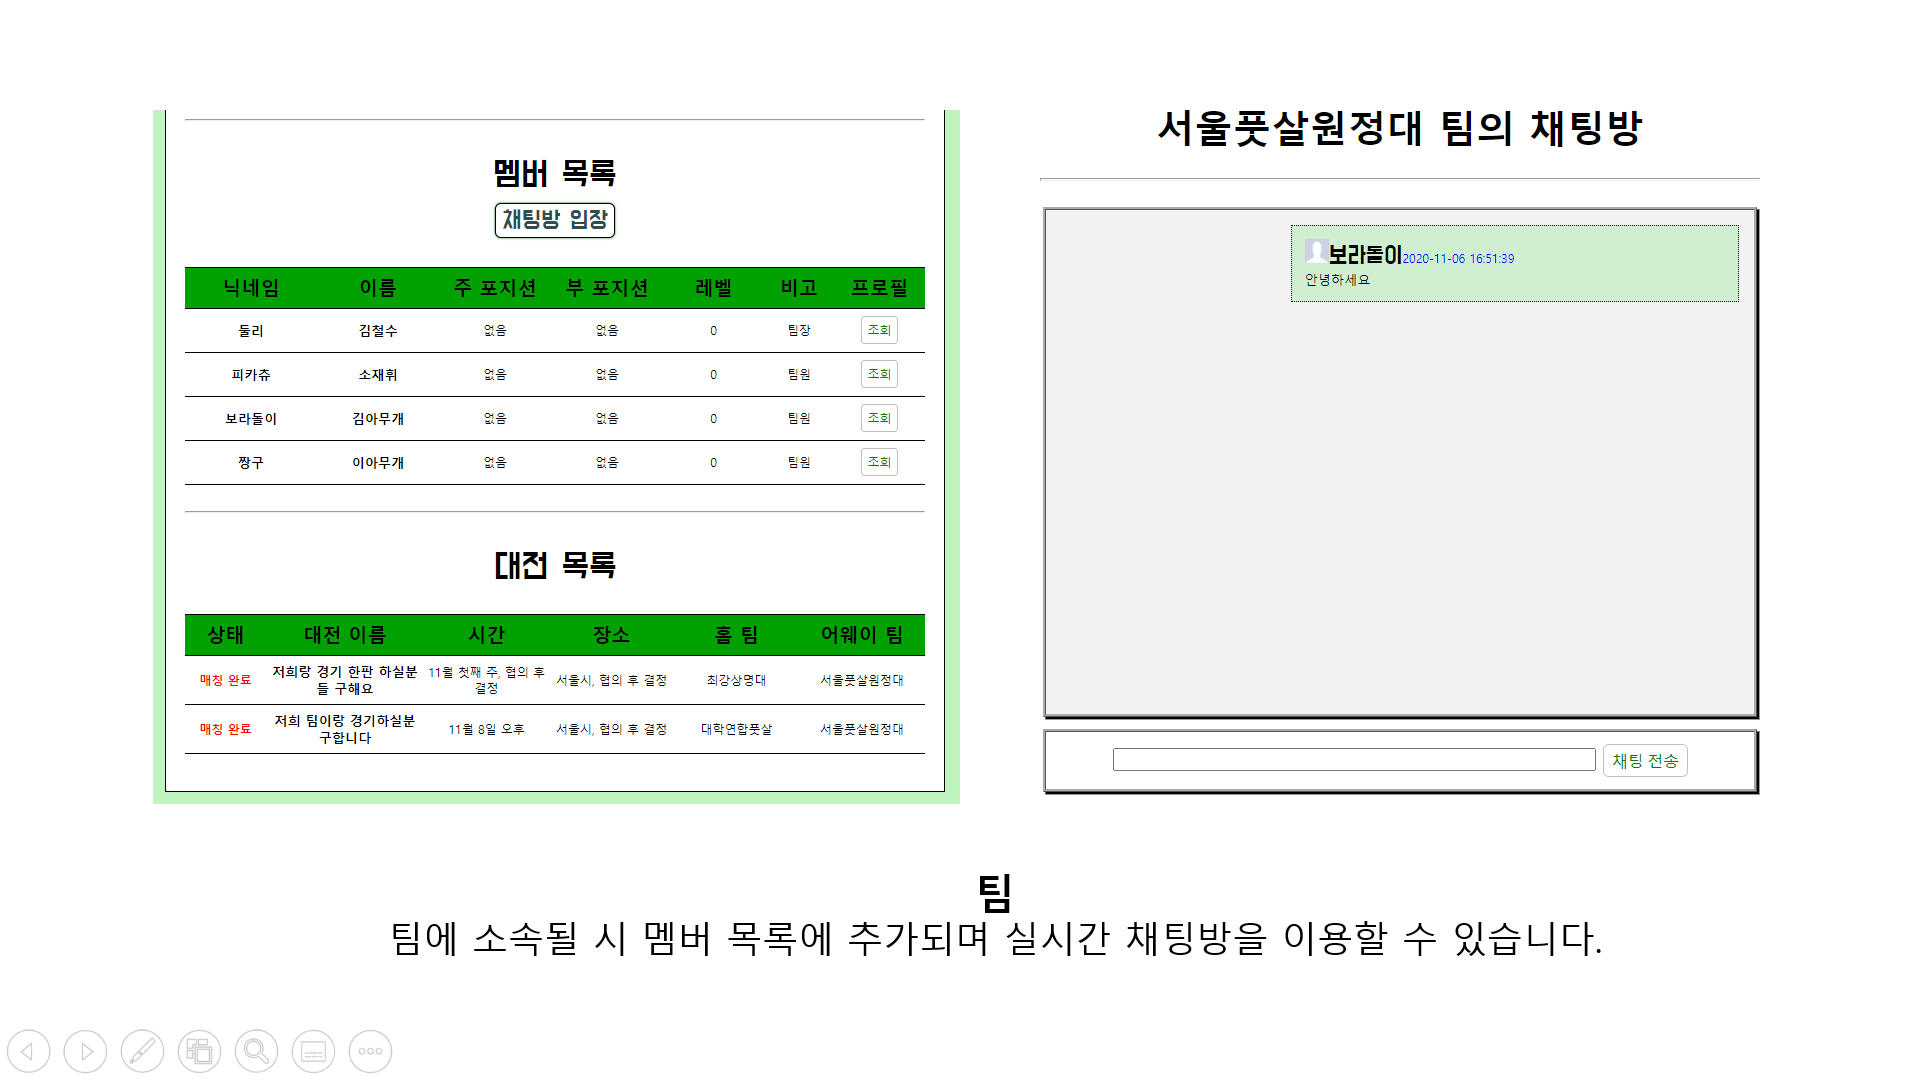 멤버 목록
채팅방 입장
닉네임 이름 주 포지션 부 포지션 레벨 비고 프로필
둘리 김철수 없음 없음 0 팀장 조회
피카츄 소재휘 없음 없음 0 팀원 조회
보라돌이 김아무개 없음 없음 0 팀원 조회
짱구 이아무개 없음 없음 0 팀원 조회
대전 목록
상태 대전 이름 시간 장소 홈 팀 어웨이 팀
매칭 완료 저희랑 경기 한판 하실분 11월 첫째 주, 협의 후 서울시, 협의 후 결정 최강상명대 서울풋살원정대
들 구해요 결정
매칭 완료 저희 팀이랑 경기하실분 11월 8일 오후 서울시, 협의 후 결정 대학연합풋살 서울풋살원정대
구합니다
서울풋살원정대 팀의 채팅방
보라돌이2020-11-06 16:51:39
안녕하세요
채팅 전송
팀
팀에 소속될 시 멤버 목록에 추가되며 실시간 채팅방을 이용할 수 있습니다.